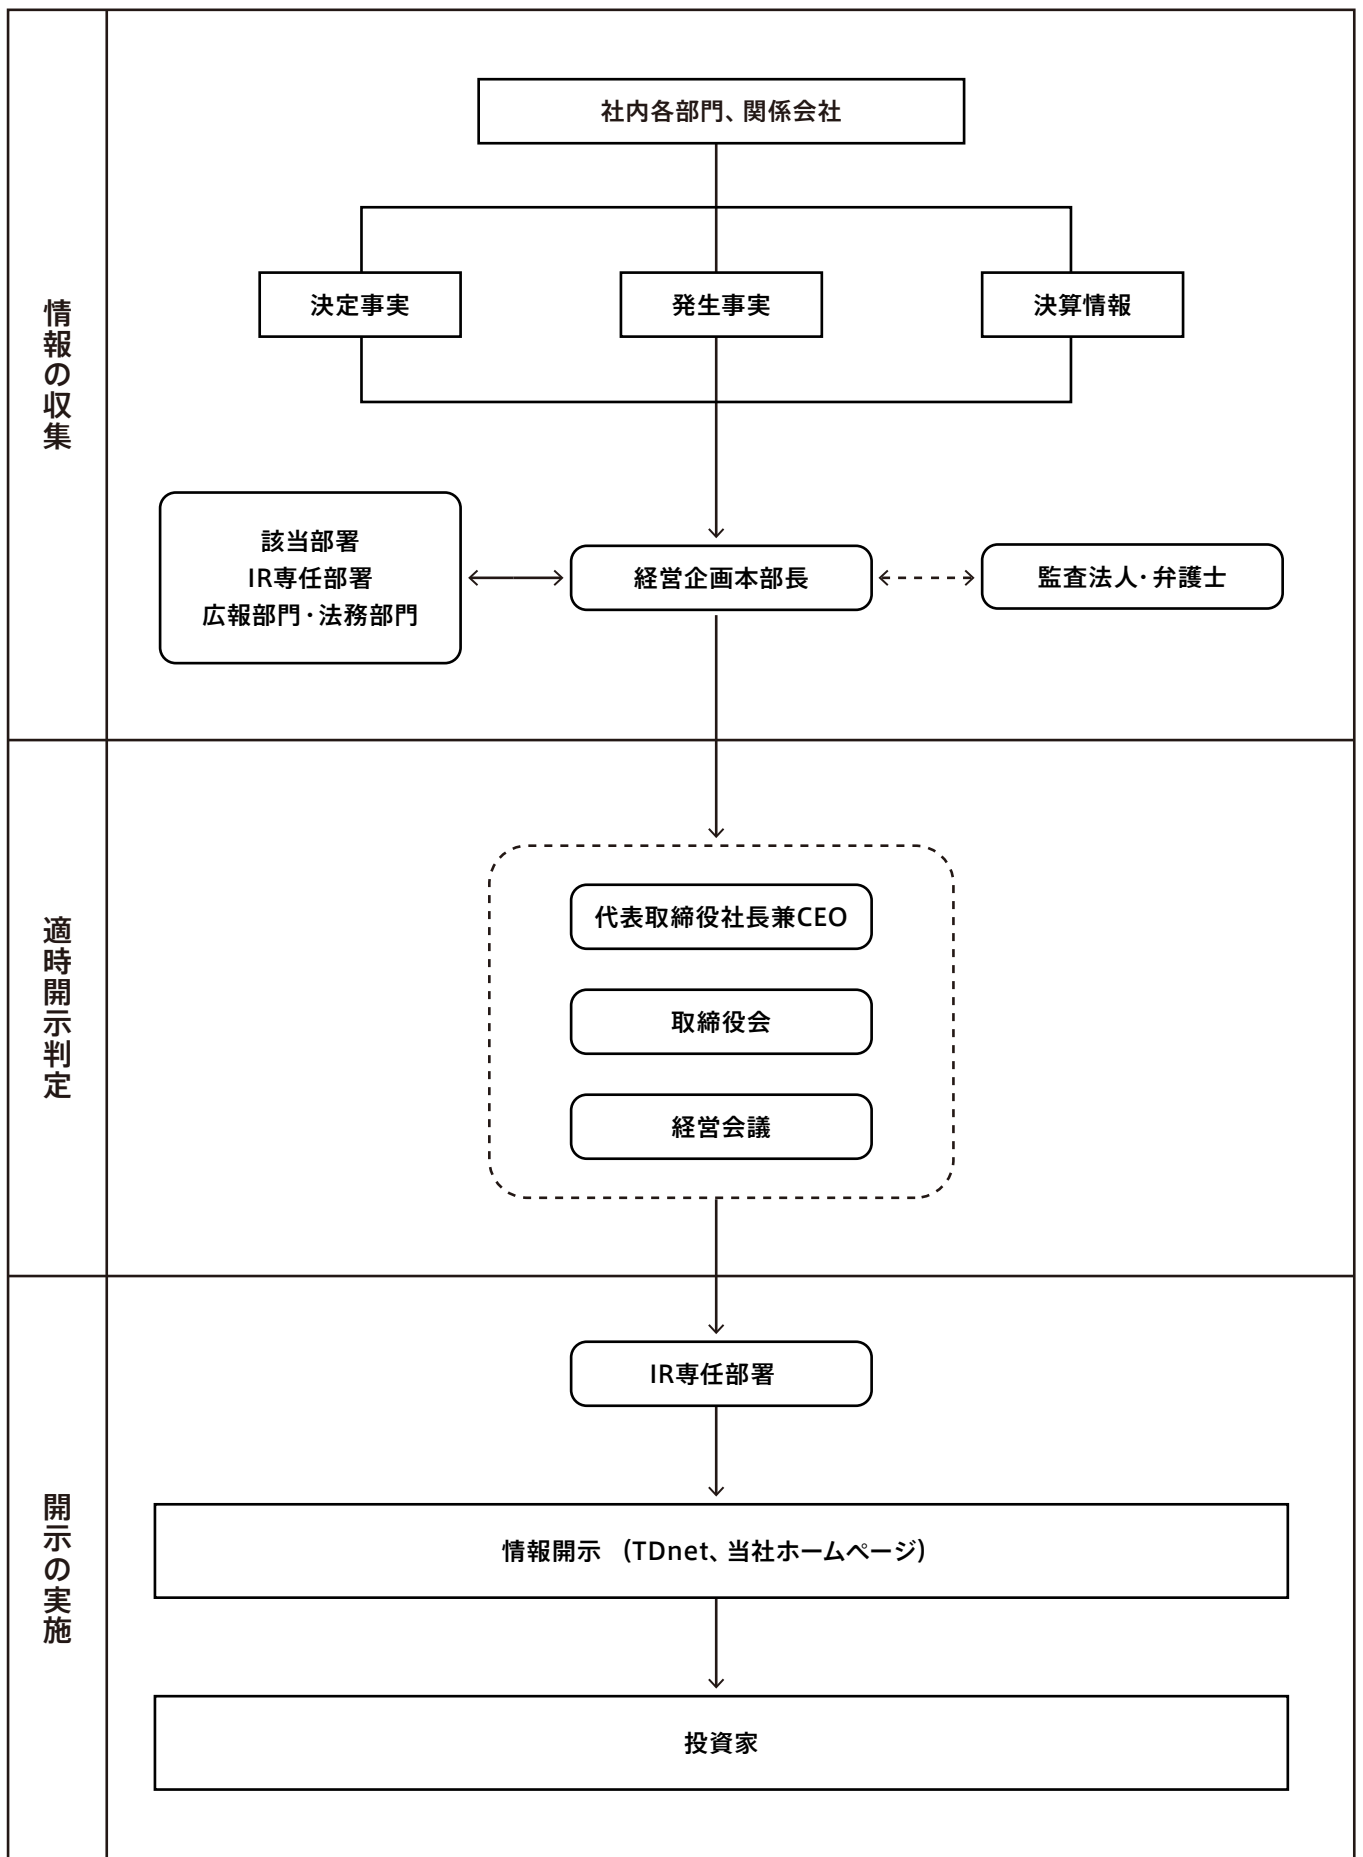 情報の収集
社内各部門、関係会社
決定事実
発生事実
決算情報
該当部署
IR専任部署
広報部門・法務部門
経営企画本部長
監査法人・弁護士
適時開示判定
代表取締役社長兼CEO
取締役会
経営会議
開示の実施
IR専任部署
情報開示 (TDnet、当社ホームページ)
投資家